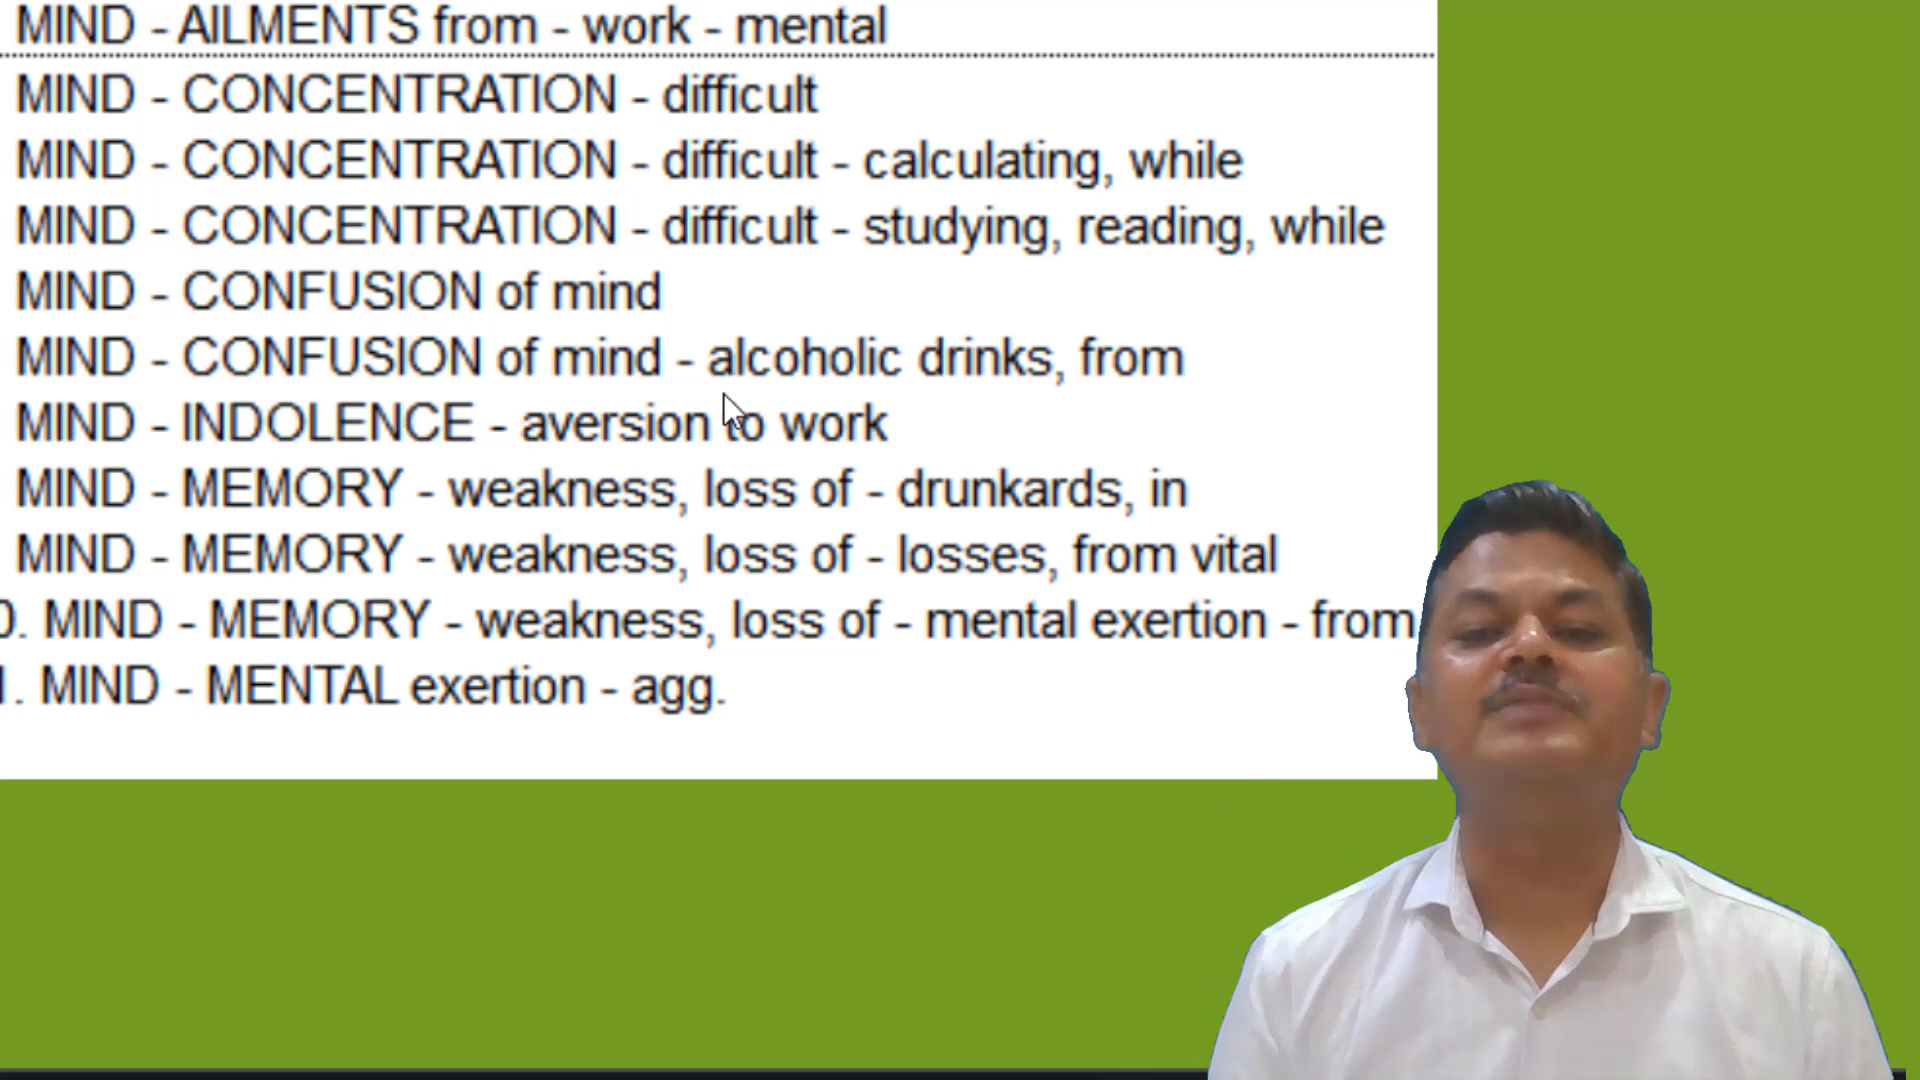 MIND - AILMENTS from - work - mental
MIND - CONCENTRATION - difficult
MIND - CONCENTRATION - difficult - calculating, while
MIND - CONCENTRATION - difficult - studying, reading, while
MIND - CONFUSION of mind
MIND - CONFUSION of mind - alcoholic drinks, from
MIND - INDOLENCE - aversion to work
MIND - MEMORY - weakness, loss of - drunkards, in
MIND - MEMORY - weakness, loss of - losses, from vital
0. MIND - MEMORY - weakness, loss of - mental exertion - from
1. MIND - MENTAL exertion - agg.